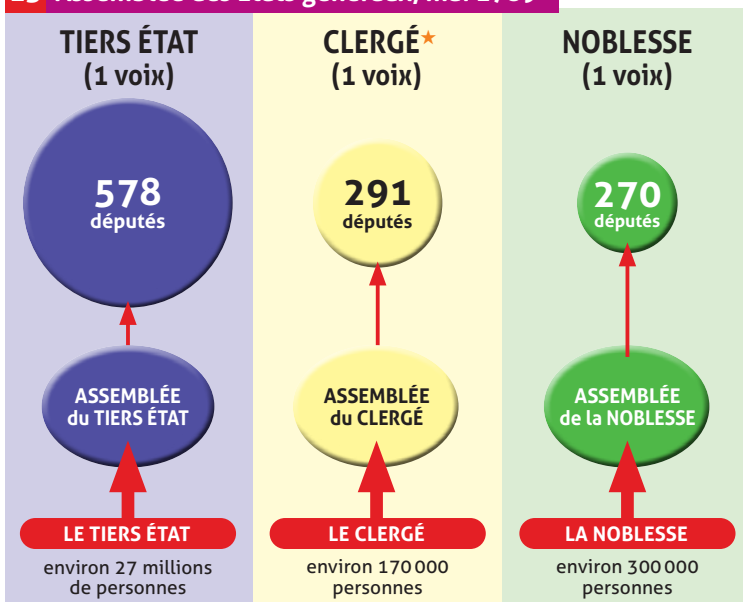 TIERS ÉTAT
(1 voix)
578
députés
ASSEMBLÉE
du TIERS ÉTAT
LE TIERS ÉTAT
environ 27 millions
de personnes
CLERGÉ★
(1 voix)
291
députés
ASSEMBLÉE
du CLERGÉ
LE CLERGÉ
environ 170 000
personnes
NOBLESSE
(1 voix)
270
députés
ASSEMBLÉE
de la NOBLESSE
LA NOBLESSE
environ 300 000
personnes